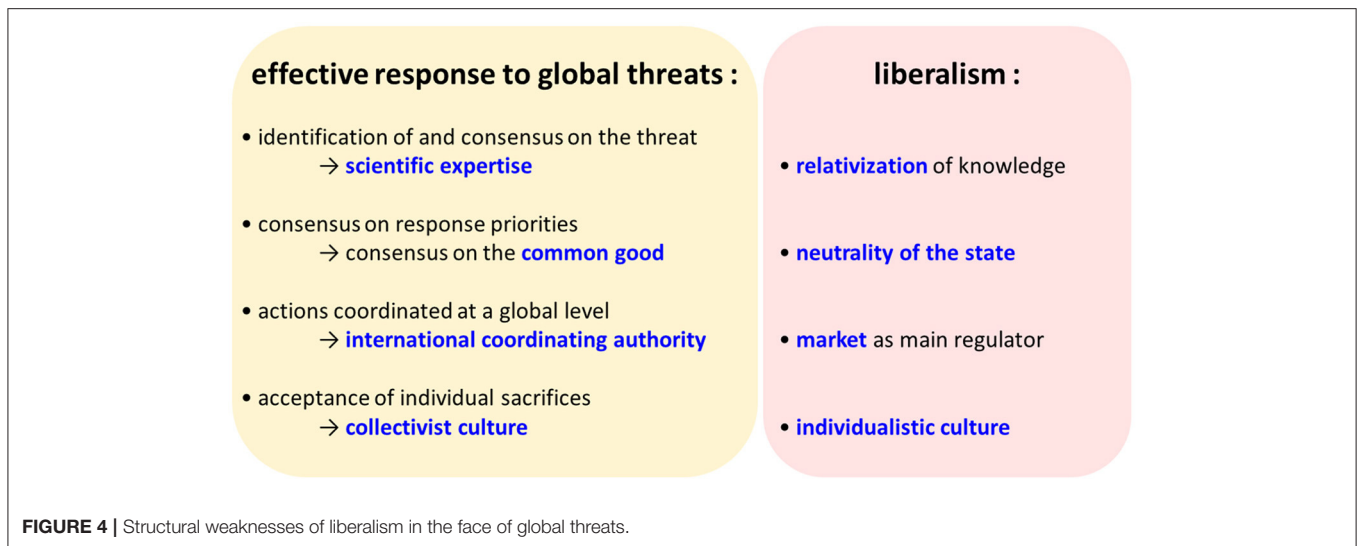 effective response to global threats :
• identification of and consensus on the threat
→ scientific expertise
• consensus on response priorities
→ consensus on the common good
• actions coordinated at a global level
→ international coordinating authority
• acceptance of individual sacrifices
→ collectivist culture
liberalism :
• relativization of knowledge
• neutrality of the state
• market as main regulator
• individualistic culture
FIGURE 4 | Structural weaknesses of liberalism in the face of global threats.